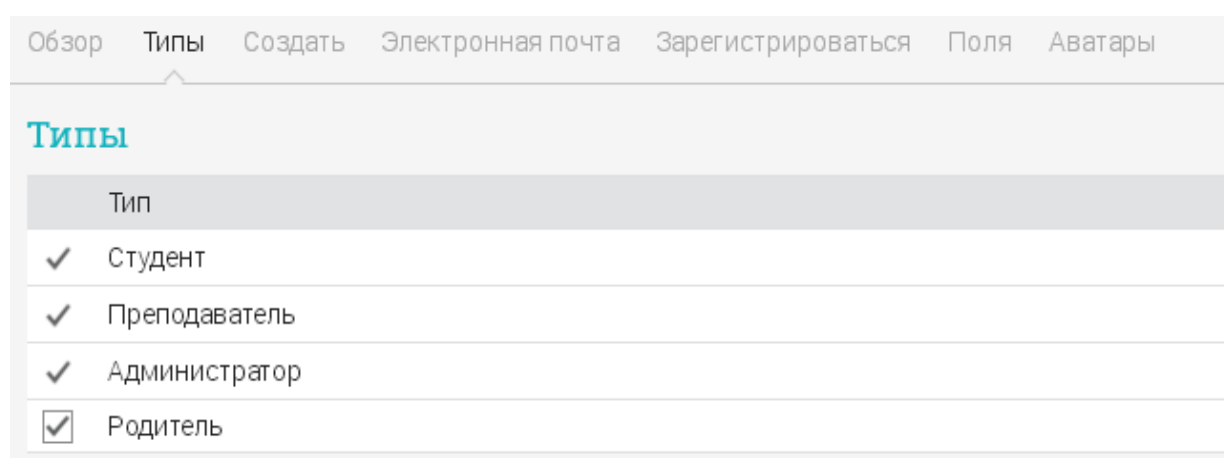 Обзор Типы Создать Электронная почта Зарегистрироваться Поля Аватары
Типы
Тип
Студент
Преподаватель
Администратор
Родитель